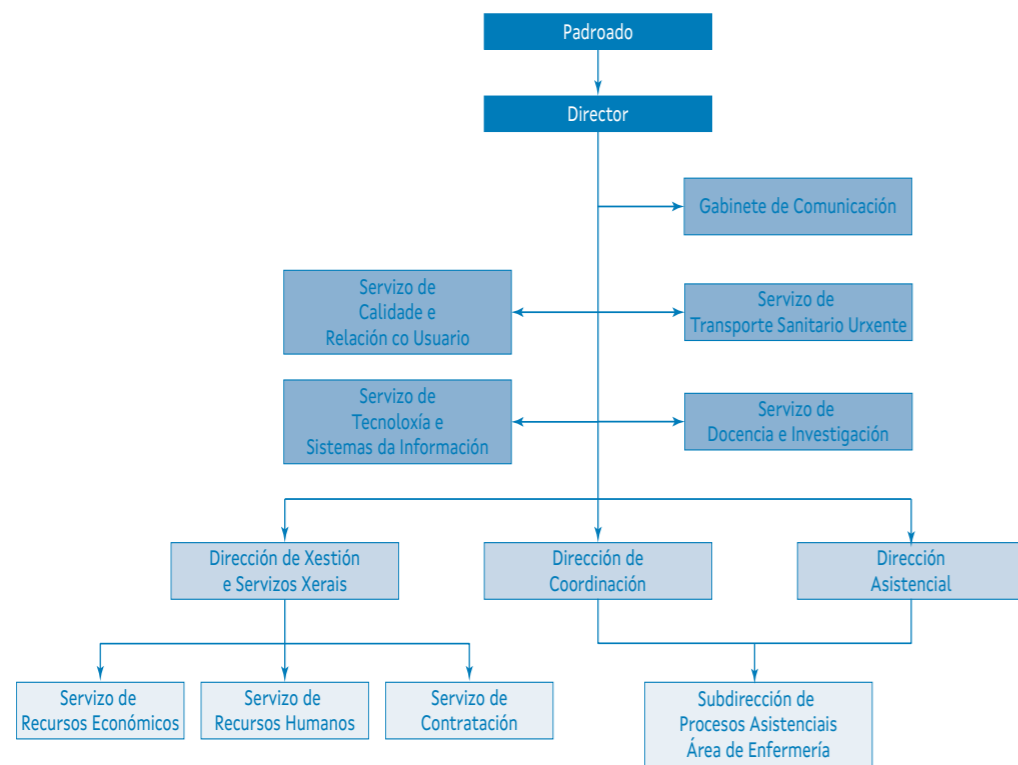 Padroado
Director
Gabinete de Comunicación
Servizo de
Calidade e
Relación co Usuario
Servizo de
Transporte Sanitario Urxente
Servizo de
Tecnoloxía e
Sistemas da Información
Servizo de
Docencia e Investigación
Dirección de Xestión
e Servizos Xerais
Dirección de
Coordinación
Dirección
Asistencial
Servizo de
Recursos Económicos
Servizo de
Recursos Humanos
Servizo de
Contratación
Subdirección de
Procesos Asistenciais
Área de Enfermería